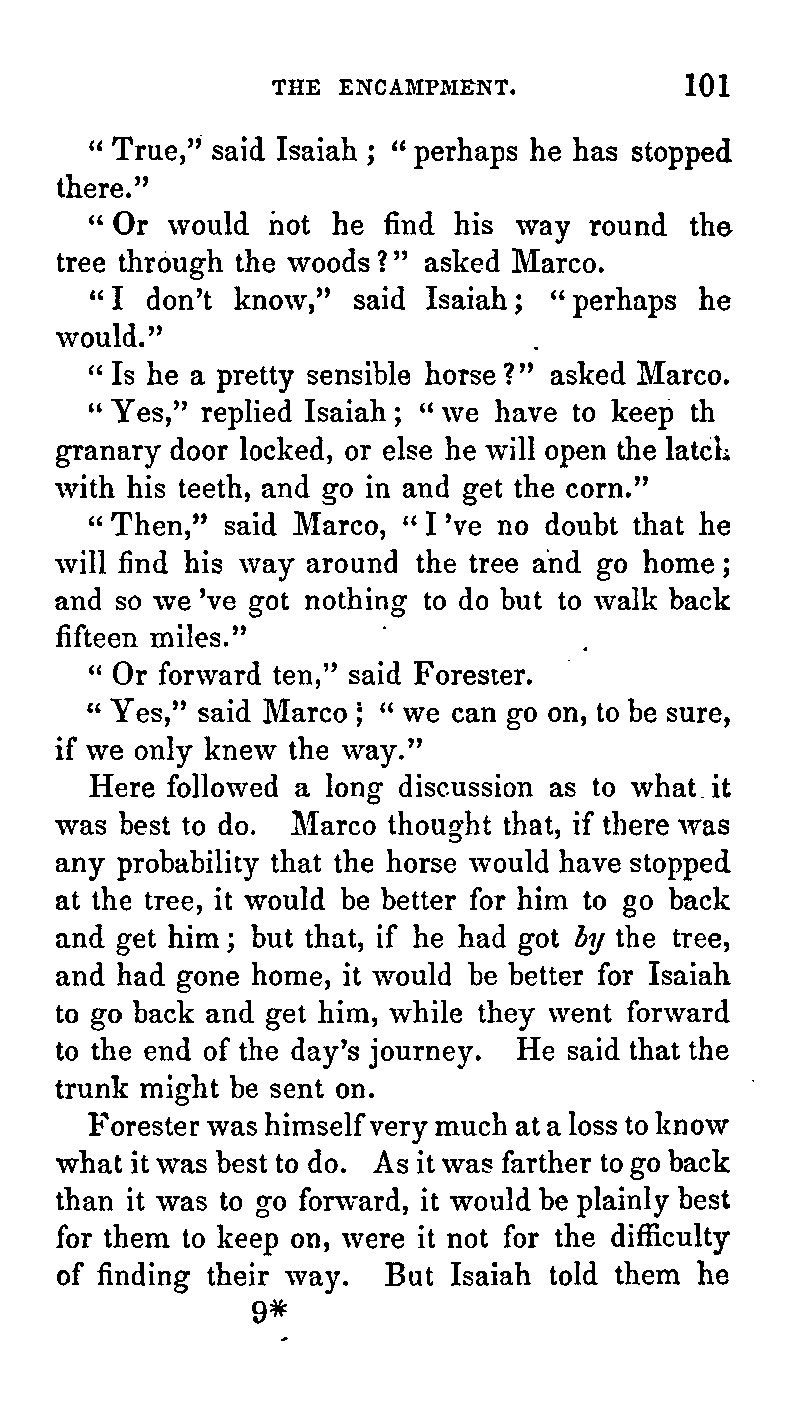 THE ENCAMPMENT. 101
" True," said Isaiah ; " perhaps he has stopped
there."
" Or would not he find his way round the
tree through the woods ? " asked Marco.
" I don't know," said Isaiah ; " perhaps he
would."
" Is he a pretty sensible horse ? " asked Marco.
" Yes," replied Isaiah ; " we have to keep th
granary door locked, or else he will open the latch
with his teeth, and go in and get the corn."
" Then," said Marco, " I 've no doubt that he
will find his way around the tree and go home ;
and so we 've got nothing to do but to walk back
fifteen miles."
" Or forward ten," said Forester.
" Yes," said Marco ; " we can go on, to be sure,
if we only knew the way."
Here followed a long discussion as to what it
was best to do. Marco thought that, if there was
any probability that the horse would have stopped
at the tree, it would be better for him to go back
and get him ; but that, if he had got by the tree,
and had gone home, it would be better for Isaiah
to go back and get him, while they went forward
to the end of the day's journey. He said that the
trunk might be sent on.
Forester was himself very much at a loss to know
what it was best to do. As it was farther to go back
than it was to go forward, it would be plainly best
for them to keep on, were it not for the difficulty
of finding their way. But Isaiah told them he
9*